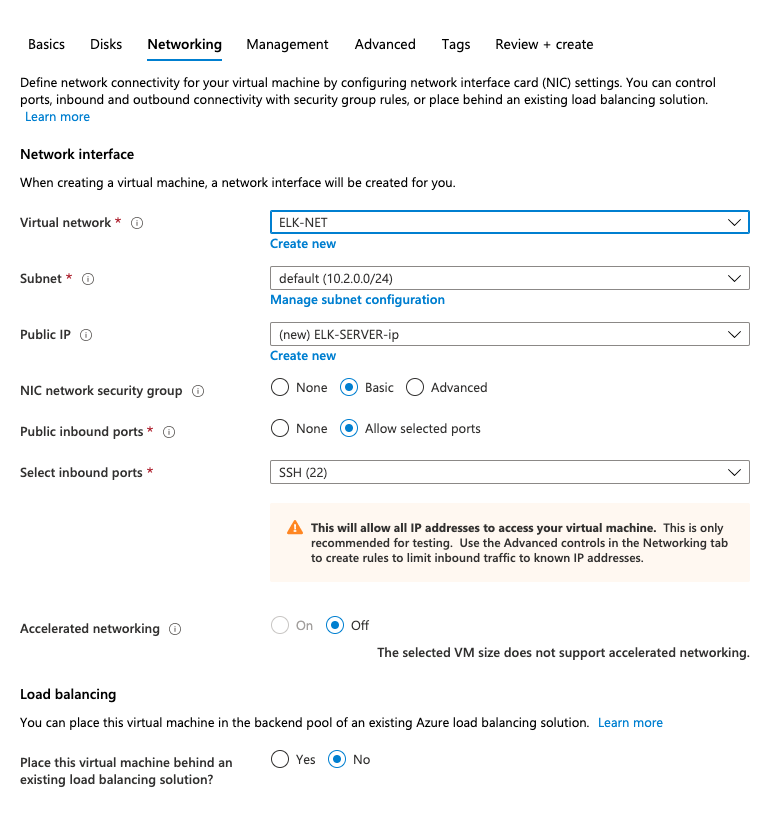 Basics Disks Networking Management Advanced Tags Review + create
Define network connectivity for your virtual machine by configuring network interface card (NIC) settings. You can control
ports, inbound and outbound connectivity with security group rules, or place behind an existing load balancing solution.
Learn more
Network interface
When creating a virtual machine, a network interface will be created for you.
Virtual network *
ELK-NET
Create new
Subnet *
default (10.2.0.0/24)
Manage subnet configuration
Public IP
(new) ELK-SERVER-ip
Create new
NIC network security group
None Basic Advanced
Public inbound ports *
None Allow selected ports
Select inbound ports *
SSH (22)
This will allow all IP addresses to access your virtual machine. This is only
recommended for testing. Use the Advanced controls in the Networking tab
to create rules to limit inbound traffic to known IP addresses.
Accelerated networking
On Off
The selected VM size does not support accelerated networking.
Load balancing
You can place this virtual machine in the backend pool of an existing Azure load balancing solution. Learn more
Place this virtual machine behind an
existing load balancing solution?
Yes No